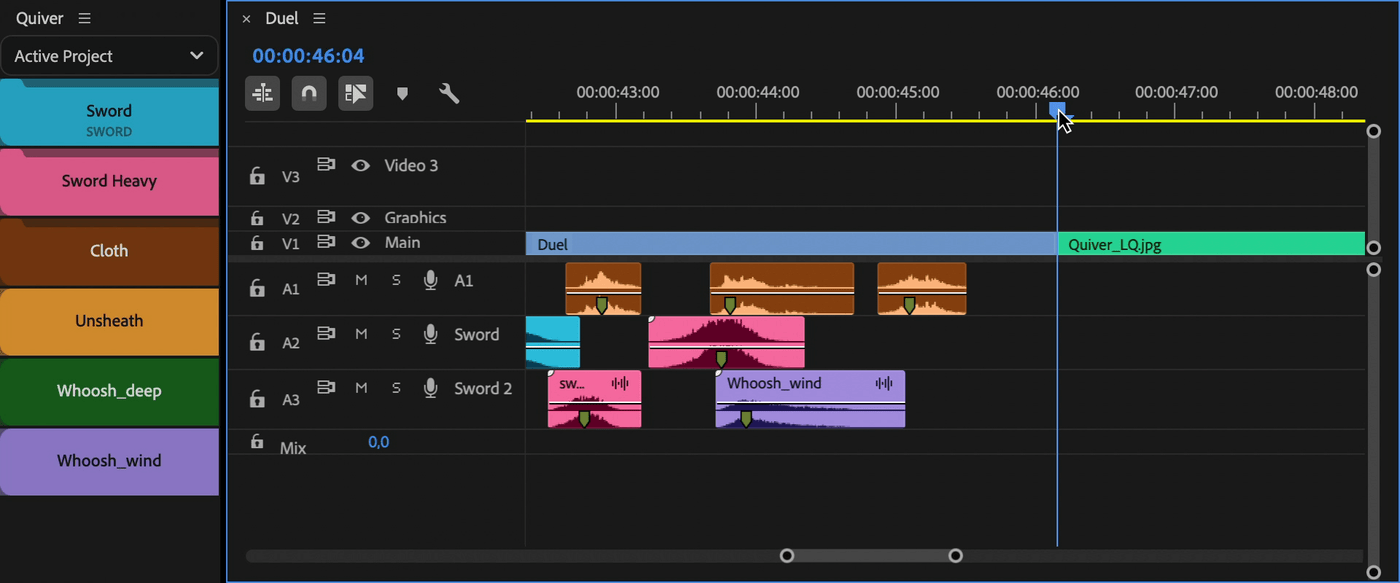 Quiver
Active Project
Sword
SWORD
Sword Heavy
Cloth
Unsheath
Whoosh_deep
Whoosh_wind
× Duel
00:00:46:04
00:00:43:00 00:00:44:00 00:00:45:00 00:00:46:00 00:00:47:00 00:00:48:00
V3 Video 3
V2 Graphics
V1 Main
Duel Quiver_LQ.jpg
A1 M S A1
A2 M S Sword
A3 M S Sword 2
sw... Whoosh_wind
Mix 0,0